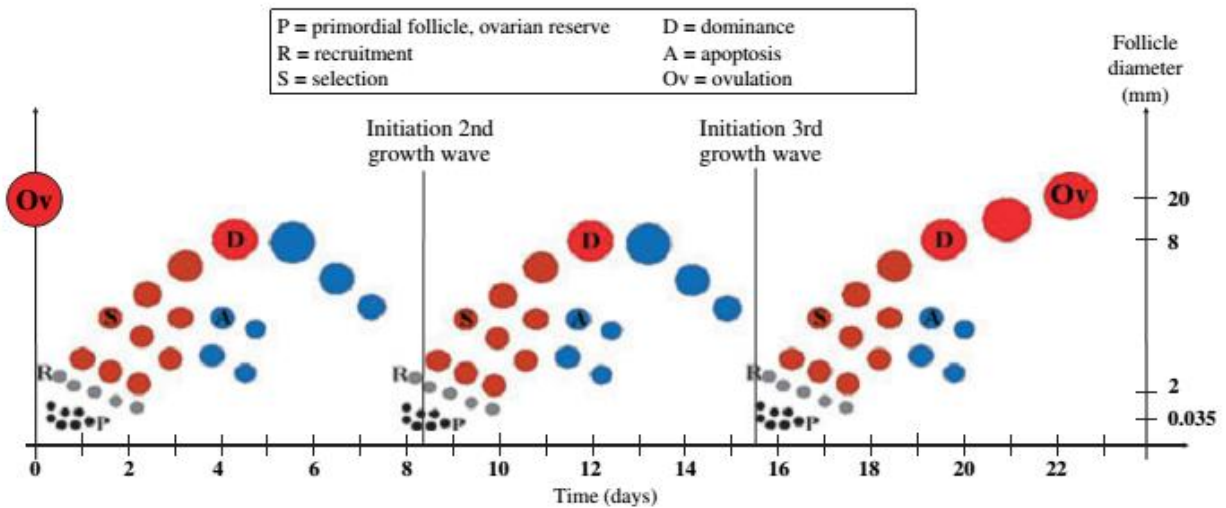 P = primordial follicle, ovarian reserve
R = recruitment
S = selection
D = dominance
A = apoptosis
Ov = ovulation
Follicle
diameter
(mm)
Initiation 2nd
growth wave
Initiation 3rd
growth wave
Ov
D
D
D
Ov
S
A
S
A
S
A
R
R
R
P
P
P
20
8
2
0.035
0 2 4 6 8 10 12 14 16 18 20 22
Time (days)